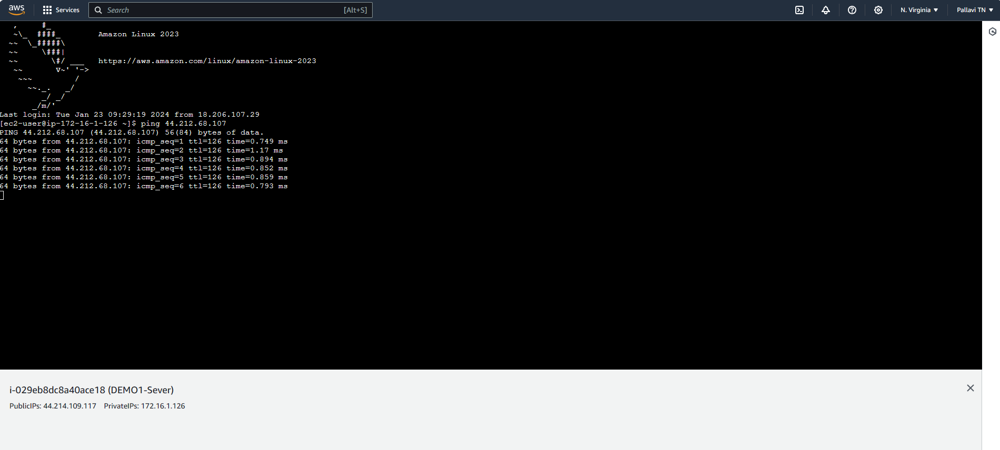 aws Services Search [Alt+S] N. Virginia Pallavi TN
   ,     #_
   ~\_  ####_        Amazon Linux 2023
  ~~  \_#####\
  ~~     \###|
  ~~       \#/ ___   https://aws.amazon.com/linux/amazon-linux-2023
   ~~       V~' '->
    ~~~         /
      ~~._.   _/
         _/ _/
       _/m/'
Last login: Tue Jan 23 09:29:19 2024 from 18.206.107.29
[ec2-user@ip-172-16-1-126 ~]$ ping 44.212.68.107
PING 44.212.68.107 (44.212.68.107) 56(84) bytes of data.
64 bytes from 44.212.68.107: icmp_seq=1 ttl=126 time=0.749 ms
64 bytes from 44.212.68.107: icmp_seq=2 ttl=126 time=1.17 ms
64 bytes from 44.212.68.107: icmp_seq=3 ttl=126 time=0.894 ms
64 bytes from 44.212.68.107: icmp_seq=4 ttl=126 time=0.852 ms
64 bytes from 44.212.68.107: icmp_seq=5 ttl=126 time=0.859 ms
64 bytes from 44.212.68.107: icmp_seq=6 ttl=126 time=0.793 ms
i-029eb8dc8a40ace18 (DEMO1-Sever)
PublicIPs: 44.214.109.117 PrivateIPs: 172.16.1.126